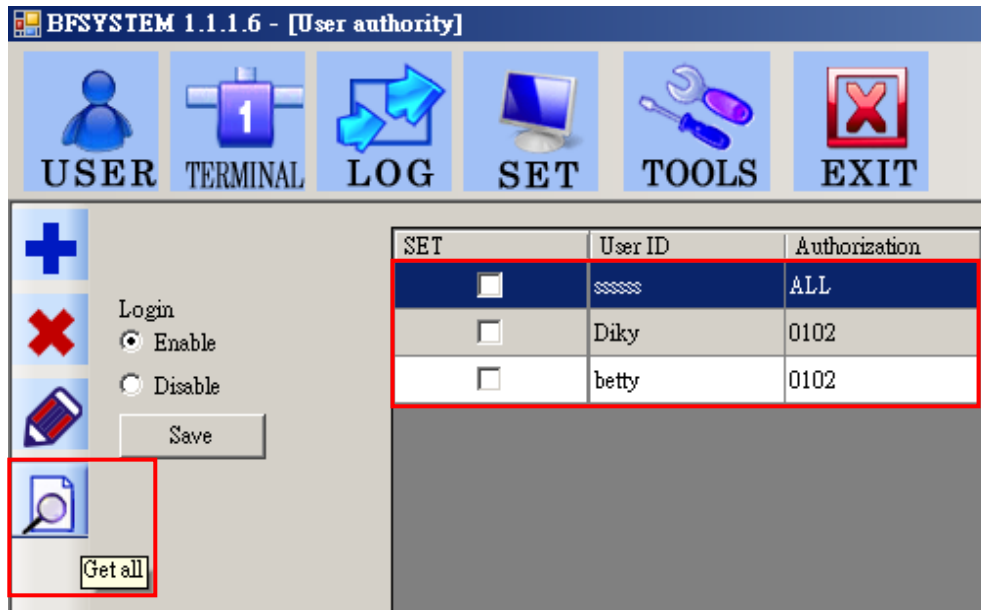 BFSYSTEM 1.1.1.6 - [User authority]
1
USER TERMINAL LOG SET TOOLS EXIT
SET User ID Authorization
ssssss ALL
Login
Enable
Diky 0102
Disable
betty 0102
Save
Get all